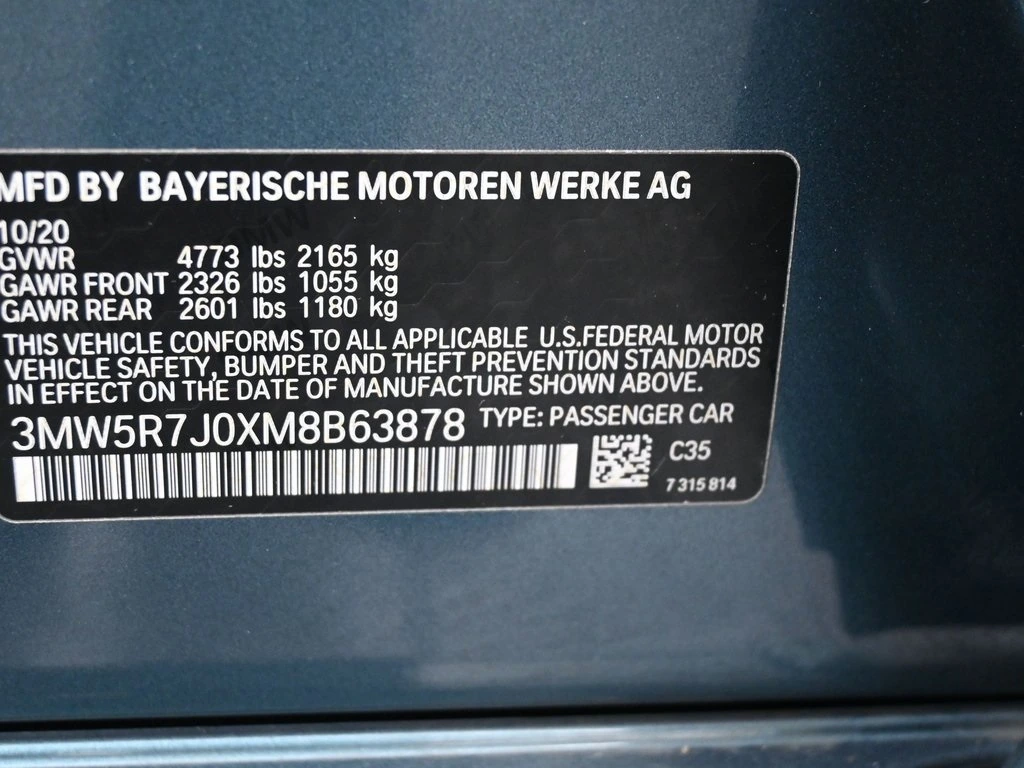 MFD BY BAYERISCHE MOTOREN WERKE AG
10/20
GVWR 4773 lbs 2165 kg
GAWR FRONT 2326 lbs 1055 kg
GAWR REAR 2601 lbs 1180 kg
THIS VEHICLE CONFORMS TO ALL APPLICABLE U.S.FEDERAL MOTOR
VEHICLE SAFETY, BUMPER AND THEFT PREVENTION STANDARDS
IN EFFECT ON THE DATE OF MANUFACTURE SHOWN ABOVE.
3MW5R7J0XM8B63878 TYPE: PASSENGER CAR
C35
7 315 814